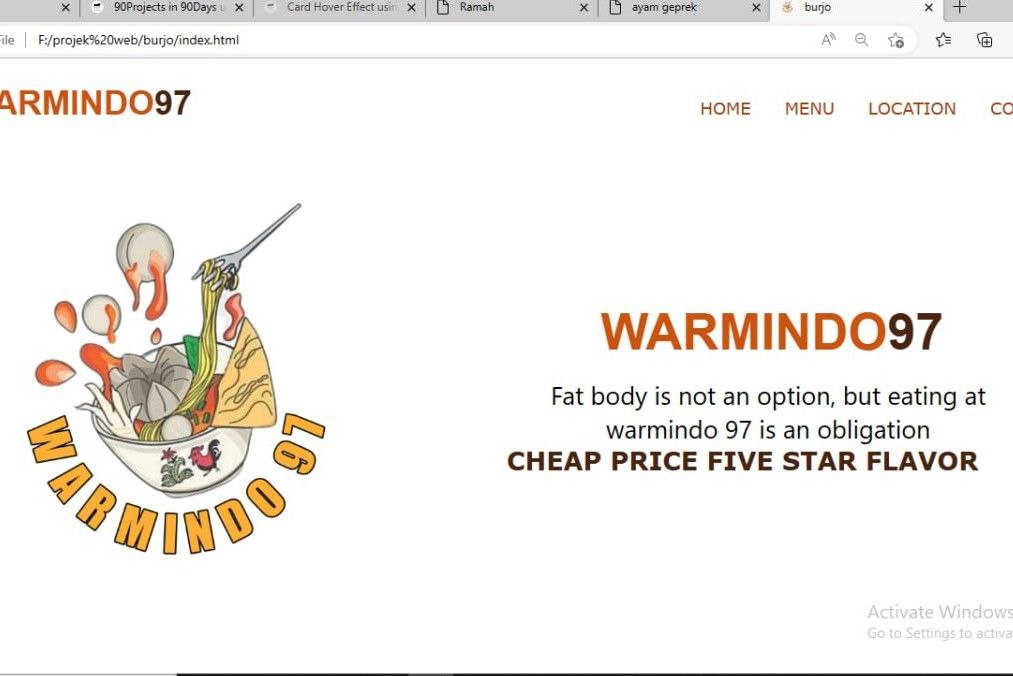 90Projects in 90Days u
Card Hover Effect usin
Ramah
ayam geprek
burjo
File
F:/projek%20web/burjo/index.html
ARMINDO97
HOME
MENU
LOCATION
CO
WARMINDO 97
WARMINDO97
Fat body is not an option, but eating at
warmindo 97 is an obligation
CHEAP PRICE FIVE STAR FLAVOR
Activate Windows
Go to Settings to activa